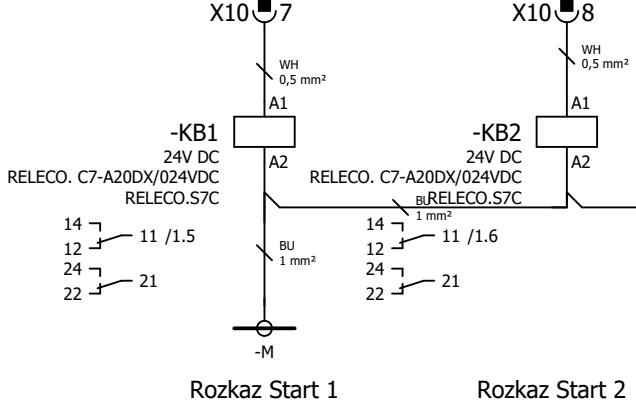 X10 7
X10 8
WH
0,5 mm²
WH
0,5 mm²
A1
A1
-KB1
-KB2
24V DC
A2
24V DC
A2
RELECO. C7-A20DX/024VDC
RELECO. C7-A20DX/024VDC
RELECO.S7C
BU
RELECO.S7C
1 mm²
14
12
11 /1.5
14
12
11 /1.6
BU
1 mm²
24
22
21
24
22
21
-M
Rozkaz Start 1
Rozkaz Start 2